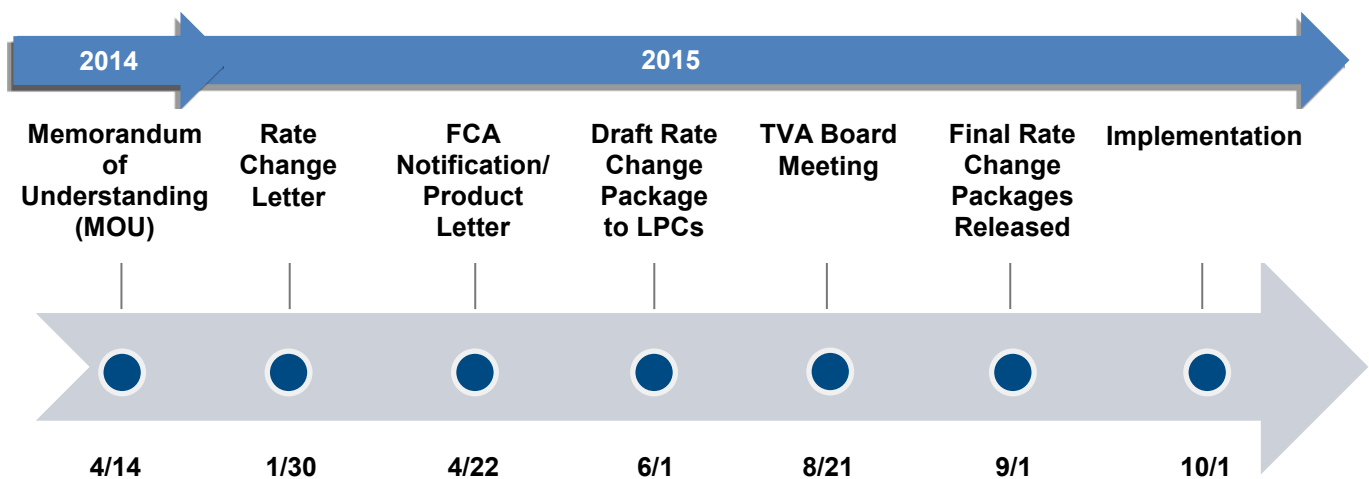 2014
2015
Memorandum
of
Understanding
(MOU)
Rate
Change
Letter
FCA
Notification/
Product
Letter
Draft Rate
Change
Package
to LPCs
TVA Board
Meeting
Final Rate
Change
Packages
Released
Implementation
4/14
1/30
4/22
6/1
8/21
9/1
10/1